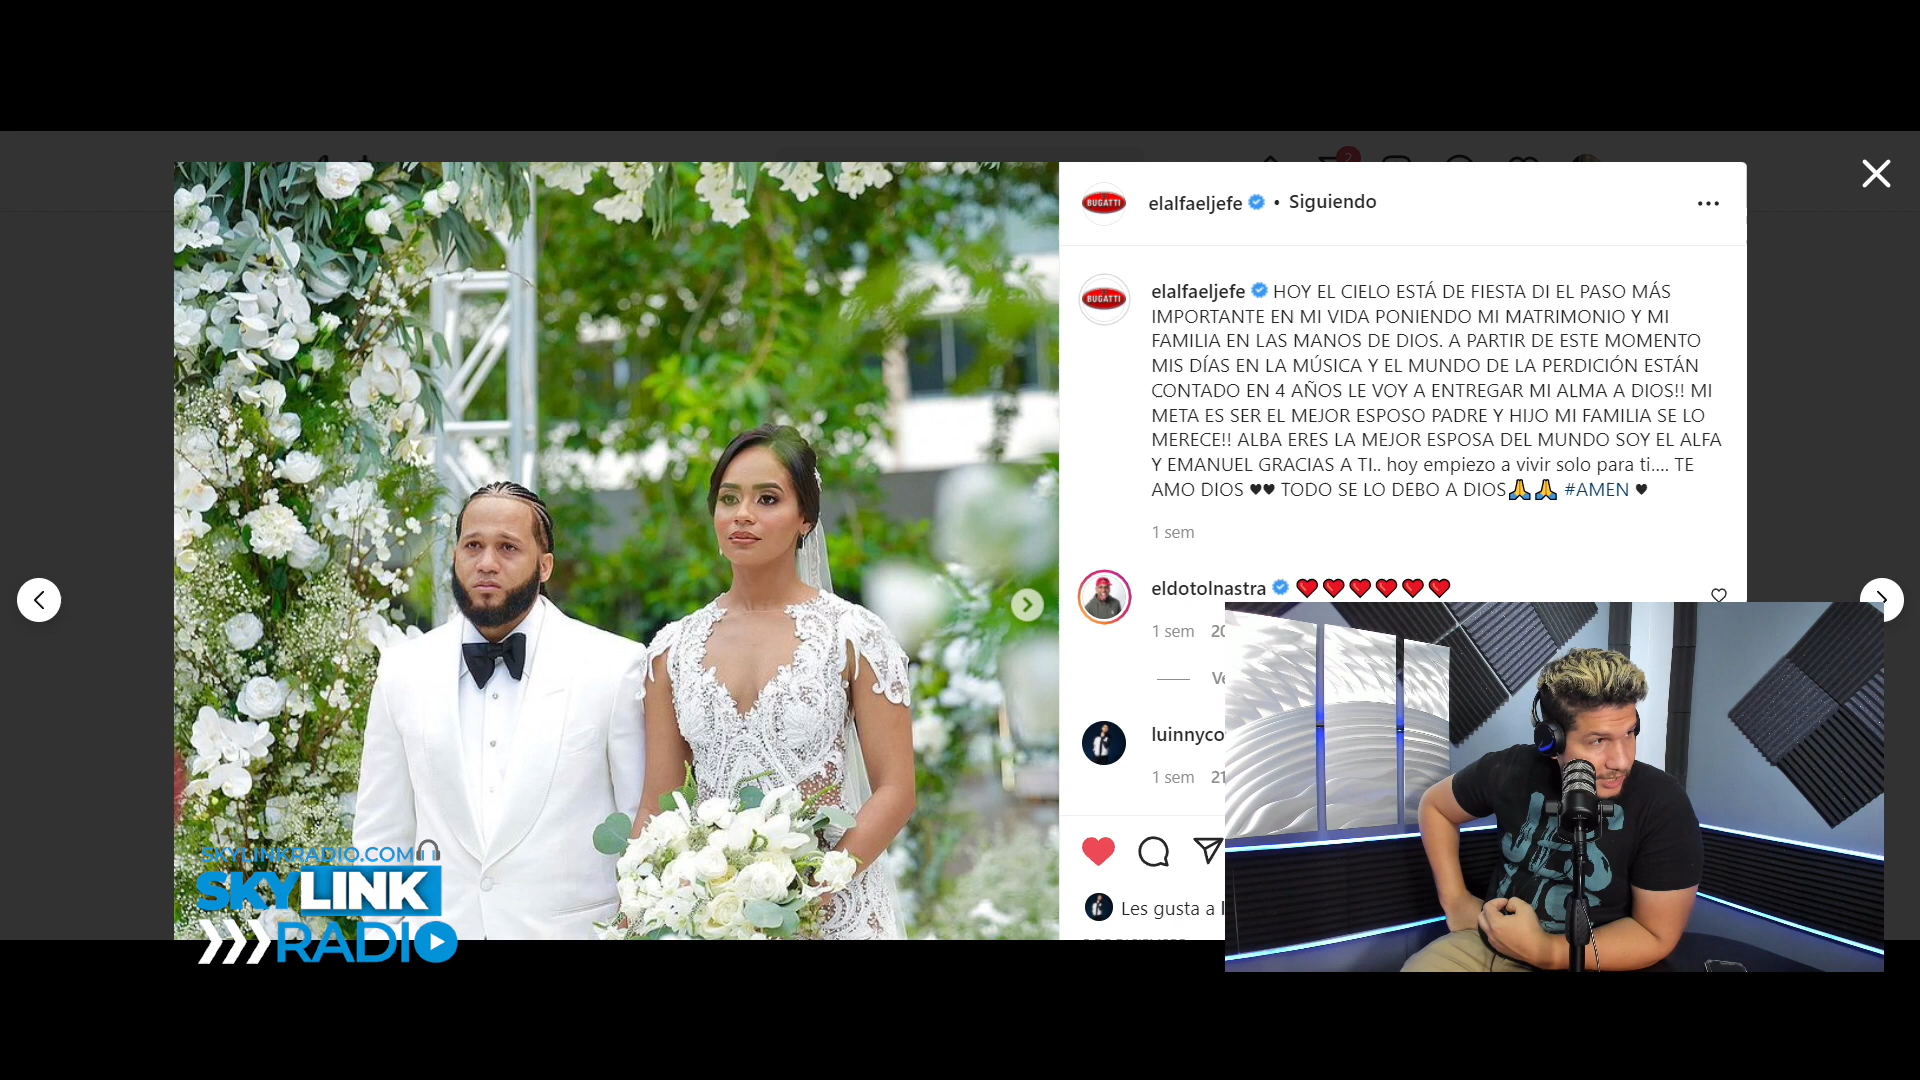 2
BUGATTI
elalfaeljefe • Siguiendo
BUGATTI
elalfaeljefe HOY EL CIELO ESTÁ DE FIESTA DI EL PASO MÁS
IMPORTANTE EN MI VIDA PONIENDO MI MATRIMONIO Y MI
FAMILIA EN LAS MANOS DE DIOS. A PARTIR DE ESTE MOMENTO
MIS DÍAS EN LA MÚSICA Y EL MUNDO DE LA PERDICIÓN ESTÁN
CONTADO EN 4 AÑOS LE VOY A ENTREGAR MI ALMA A DIOS!! MI
META ES SER EL MEJOR ESPOSO PADRE Y HIJO MI FAMILIA SE LO
MERECE!! ALBA ERES LA MEJOR ESPOSA DEL MUNDO SOY EL ALFA
Y EMANUEL GRACIAS A TI.. hoy empiezo a vivir solo para ti.... TE
AMO DIOS ♥♥ TODO SE LO DEBO A DIOS🙏🙏 #AMEN ♥
1 sem
eldotolnastra ❤️❤️❤️❤️❤️❤️
1 sem 20
luinnyco
1 sem 21
Les gusta a
SKYLINKRADIO.COM
SKYLINK
RADIO